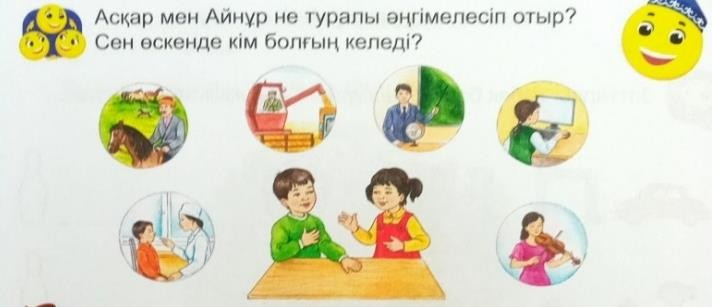 Асқар мен Айнұр не туралы әңгімелесіп отыр?
Сен өскенде кім болғың келеді?